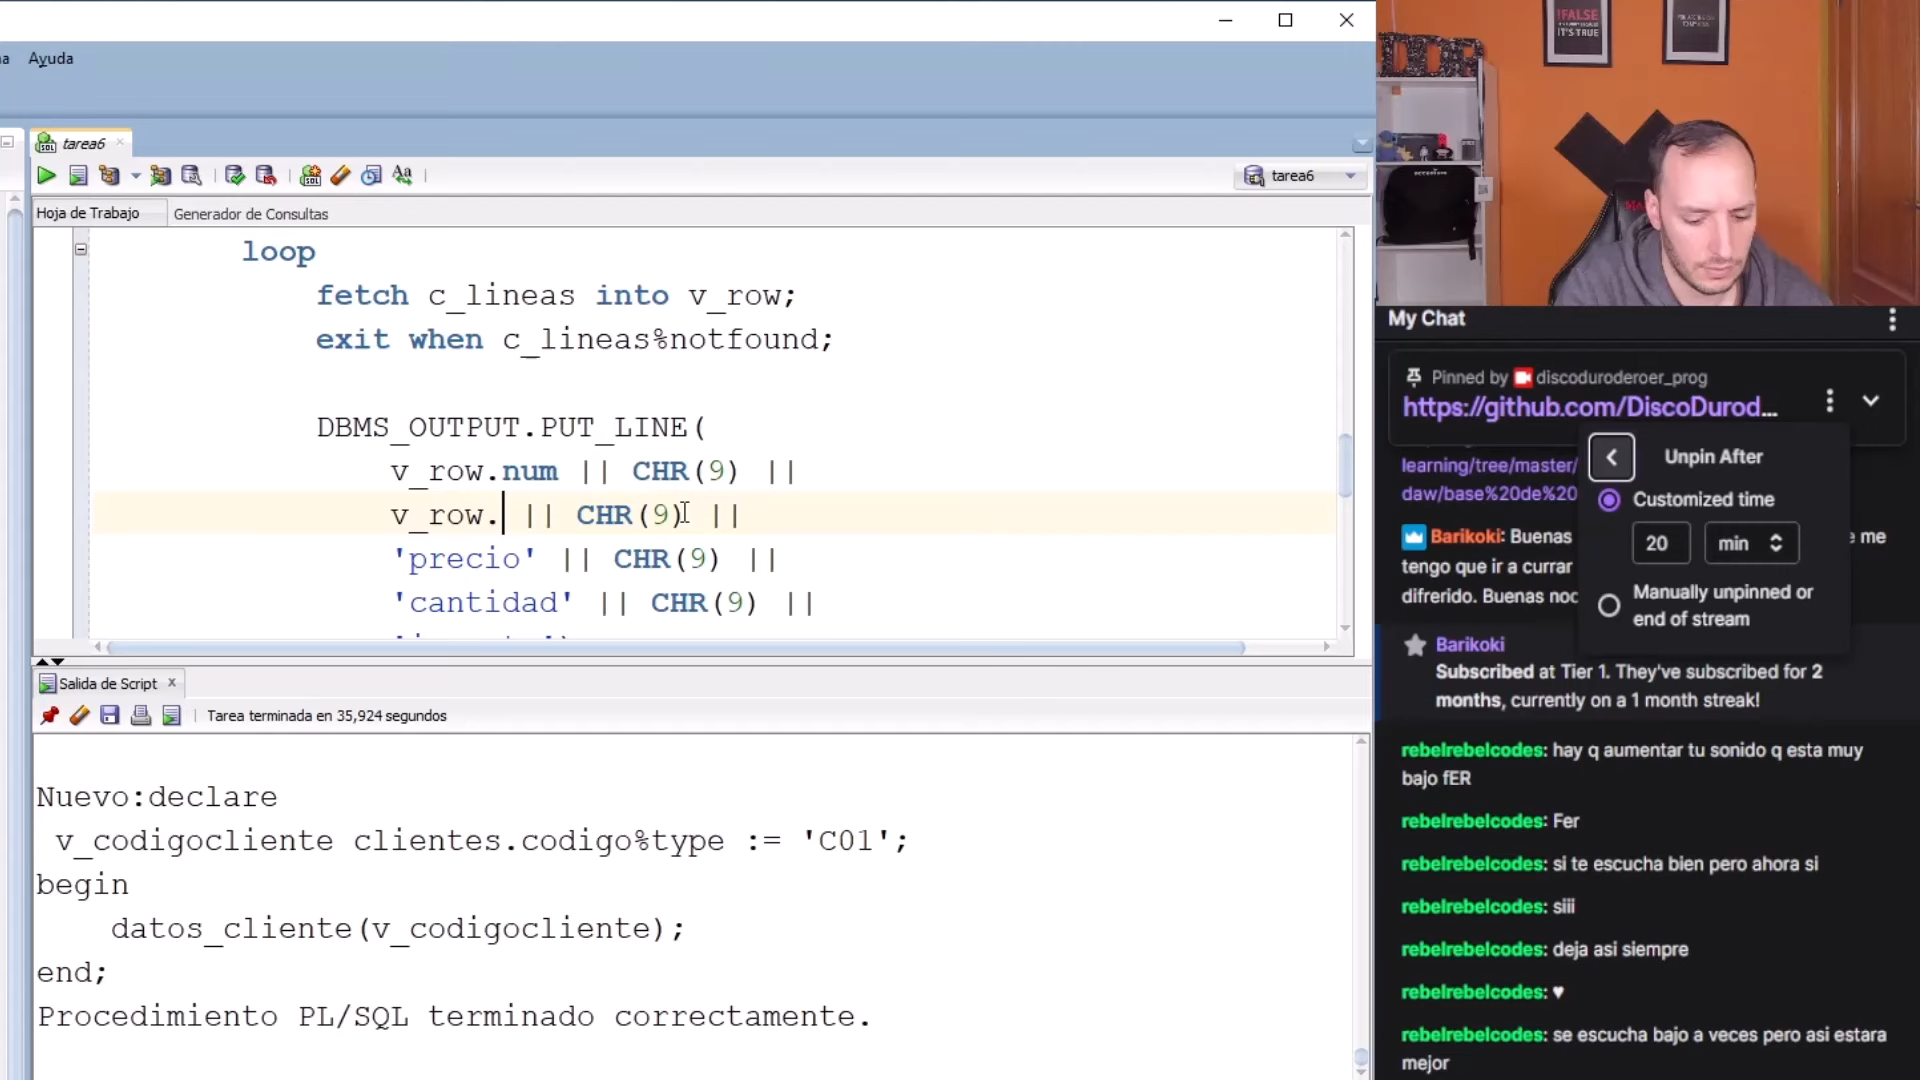 a Ayuda
tarea6
tarea6
Hoja de Trabajo Generador de Consultas
loop
fetch c_lineas into v_row;
exit when c_lineas%notfound;
DBMS_OUTPUT.PUT_LINE(
v_row.num || CHR(9) ||
v_row. || CHR(9) ||
'precio' || CHR(9) ||
'cantidad' || CHR(9) ||
Salida de Script
Tarea terminada en 35,924 segundos
Nuevo:declare
v_codigocliente clientes.codigo%type := 'C01';
begin
datos_cliente(v_codigocliente);
end;
Procedimiento PL/SQL terminado correctamente.
!FALSE
IT'S TRUE
My Chat
Pinned by discoduroderoer_prog
https://github.com/DiscoDurod...
learning/tree/master/
daw/base%20de%20
Unpin After
Customized time
20 min
Manually unpinned or
end of stream
Barikoki: Buenas e me
tengo que ir a currar
difrerido. Buenas noc
Barikoki
Subscribed at Tier 1. They've subscribed for 2
months, currently on a 1 month streak!
rebelrebelcodes: hay q aumentar tu sonido q esta muy
bajo fER
rebelrebelcodes: Fer
rebelrebelcodes: si te escucha bien pero ahora si
rebelrebelcodes: siii
rebelrebelcodes: deja asi siempre
rebelrebelcodes: ♥
rebelrebelcodes: se escucha bajo a veces pero asi estara
mejor